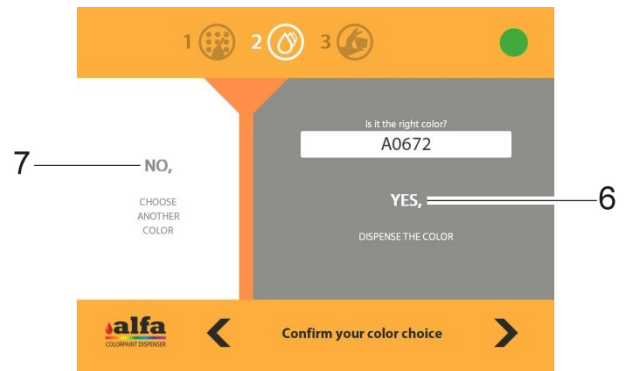 1 2 3
Is it the right color?
A0672
7
NO,
YES,
6
CHOOSE
ANOTHER
COLOR
DISPENSE THE COLOR
alfa
COLORPAINT DISPENSER
Confirm your color choice